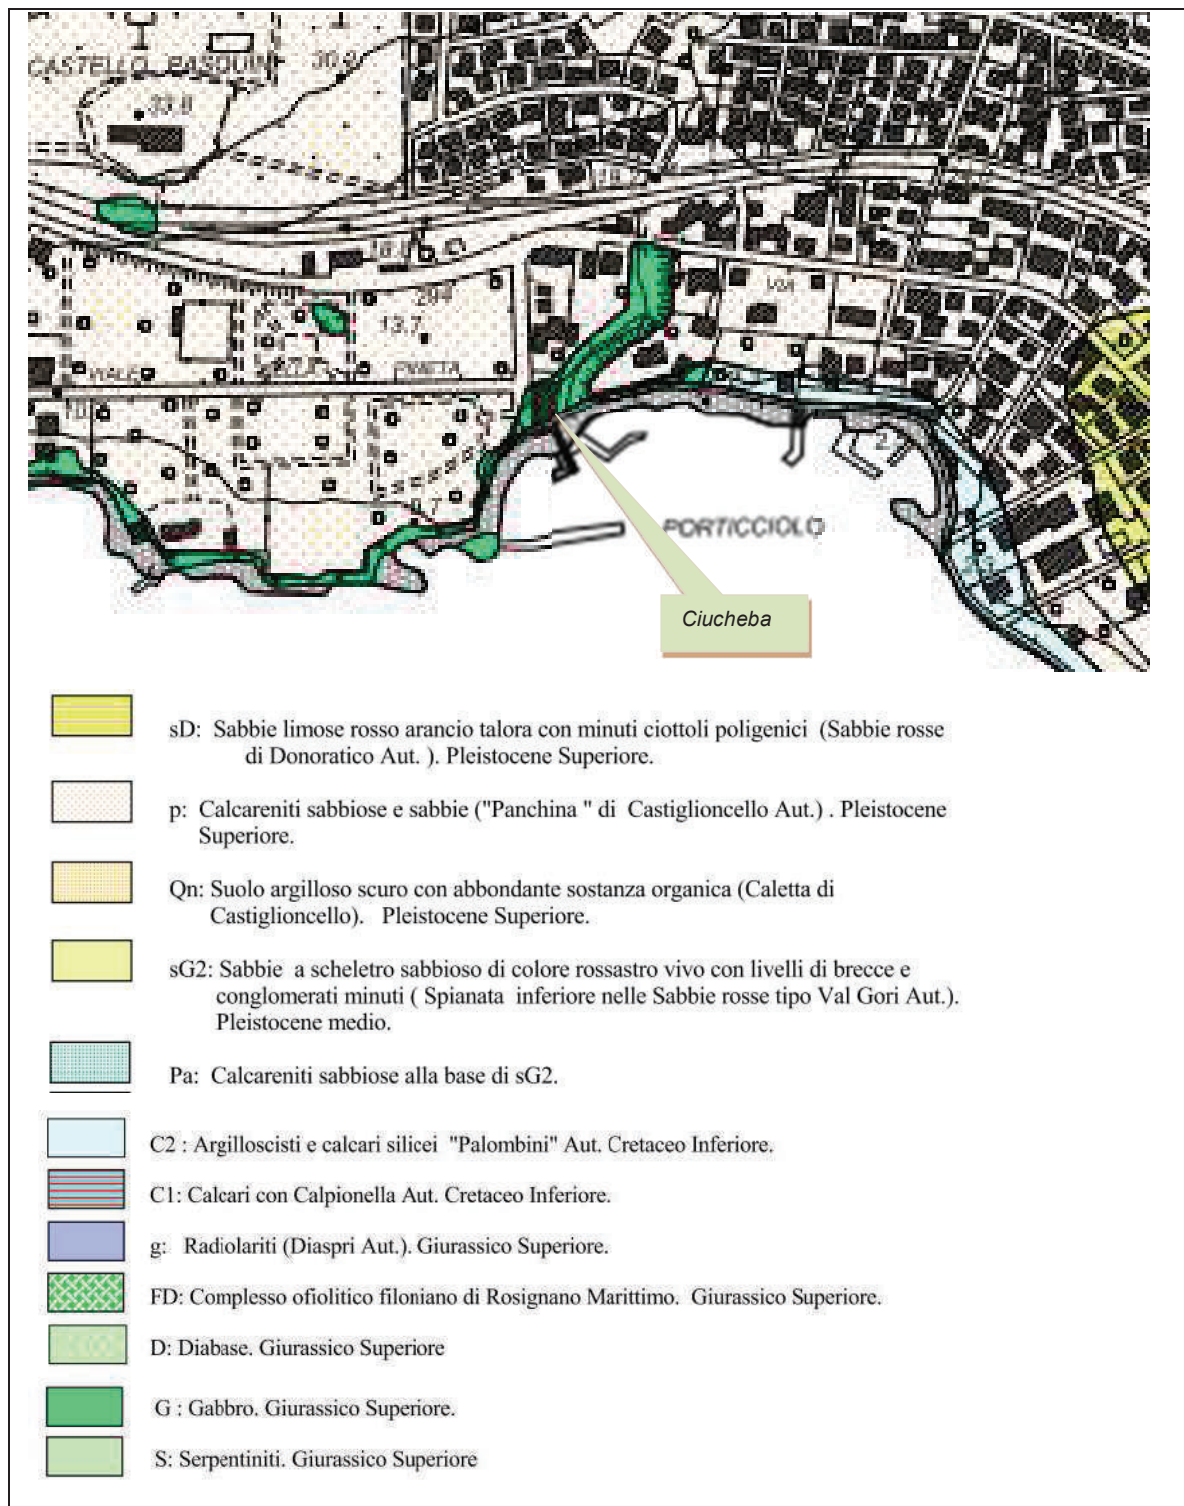 CASTELLO PASQUINI
30.9
33.8
294
13.7
PINETA
PORTICCIOLO
Ciucheba
sD: Sabbie limose rosso arancio talora con minuti ciottoli poligenici (Sabbie rosse
di Donoratico Aut. ). Pleistocene Superiore.
p: Calcareniti sabbiose e sabbie ("Panchina " di Castiglioncello Aut.) . Pleistocene
Superiore.
Qn: Suolo argilloso scuro con abbondante sostanza organica (Caletta di
Castiglioncello). Pleistocene Superiore.
sG2: Sabbie a scheletro sabbioso di colore rossastro vivo con livelli di brecce e
conglomerati minuti ( Spianata inferiore nelle Sabbie rosse tipo Val Gori Aut.).
Pleistocene medio.
Pa: Calcareniti sabbiose alla base di sG2.
C2 : Argilloscisti e calcari silicei "Palombini" Aut. Cretaceo Inferiore.
C1: Calcari con Calpionella Aut. Cretaceo Inferiore.
g: Radiolariti (Diaspri Aut.). Giurassico Superiore.
FD: Complesso ofiolitico filoniano di Rosignano Marittimo. Giurassico Superiore.
D: Diabase. Giurassico Superiore
G : Gabbro. Giurassico Superiore.
S: Serpentiniti. Giurassico Superiore